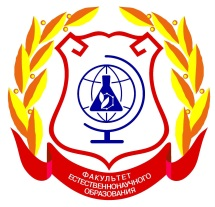 ФАКУЛЬТЕТ
ЕСТЕСТВЕННОНАУЧНОГО
ОБРАЗОВАНИЯ